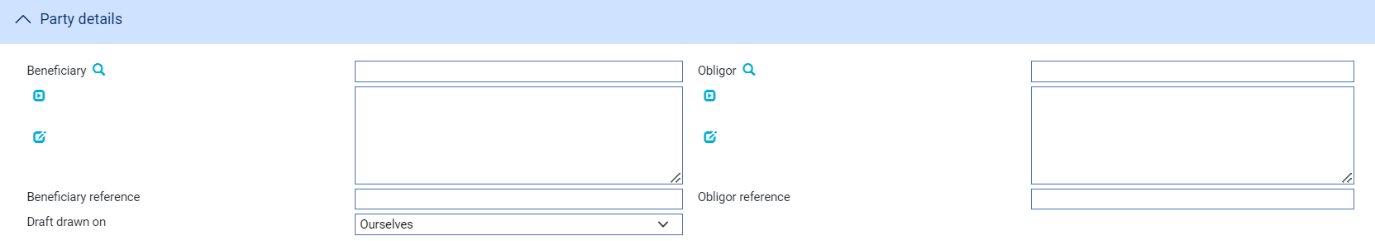 Party details
Beneficiary
Obligor
Beneficiary reference
Obligor reference
Draft drawn on
Ourselves